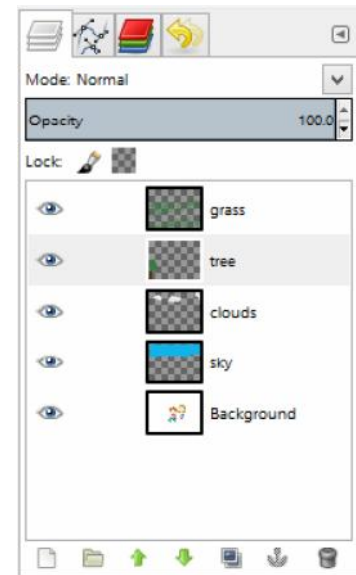 Mode: Normal
Opacity 100.0
Lock:
grass
tree
clouds
sky
Background